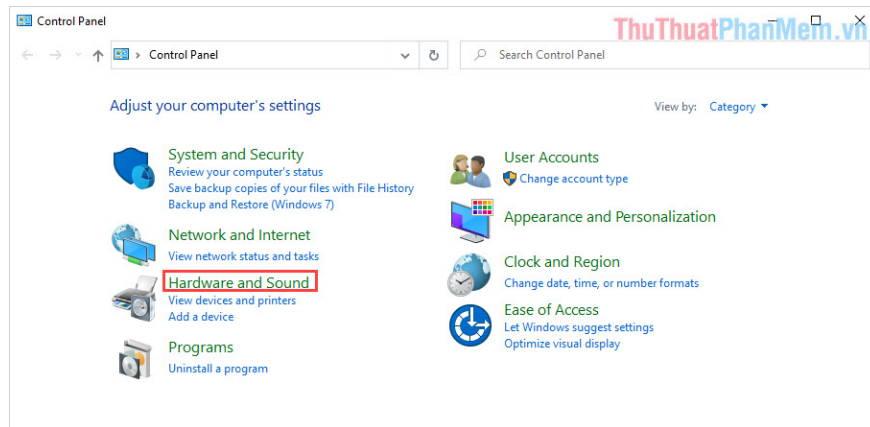 Control Panel
ThuThuatPhanMem.vn
Control Panel
Search Control Panel
Adjust your computer's settings
View by: Category
System and Security
Review your computer's status
Save backup copies of your files with File History
Backup and Restore (Windows 7)
Network and Internet
View network status and tasks
Hardware and Sound
View devices and printers
Add a device
Programs
Uninstall a program
User Accounts
Change account type
Appearance and Personalization
Clock and Region
Change date, time, or number formats
Ease of Access
Let Windows suggest settings
Optimize visual display